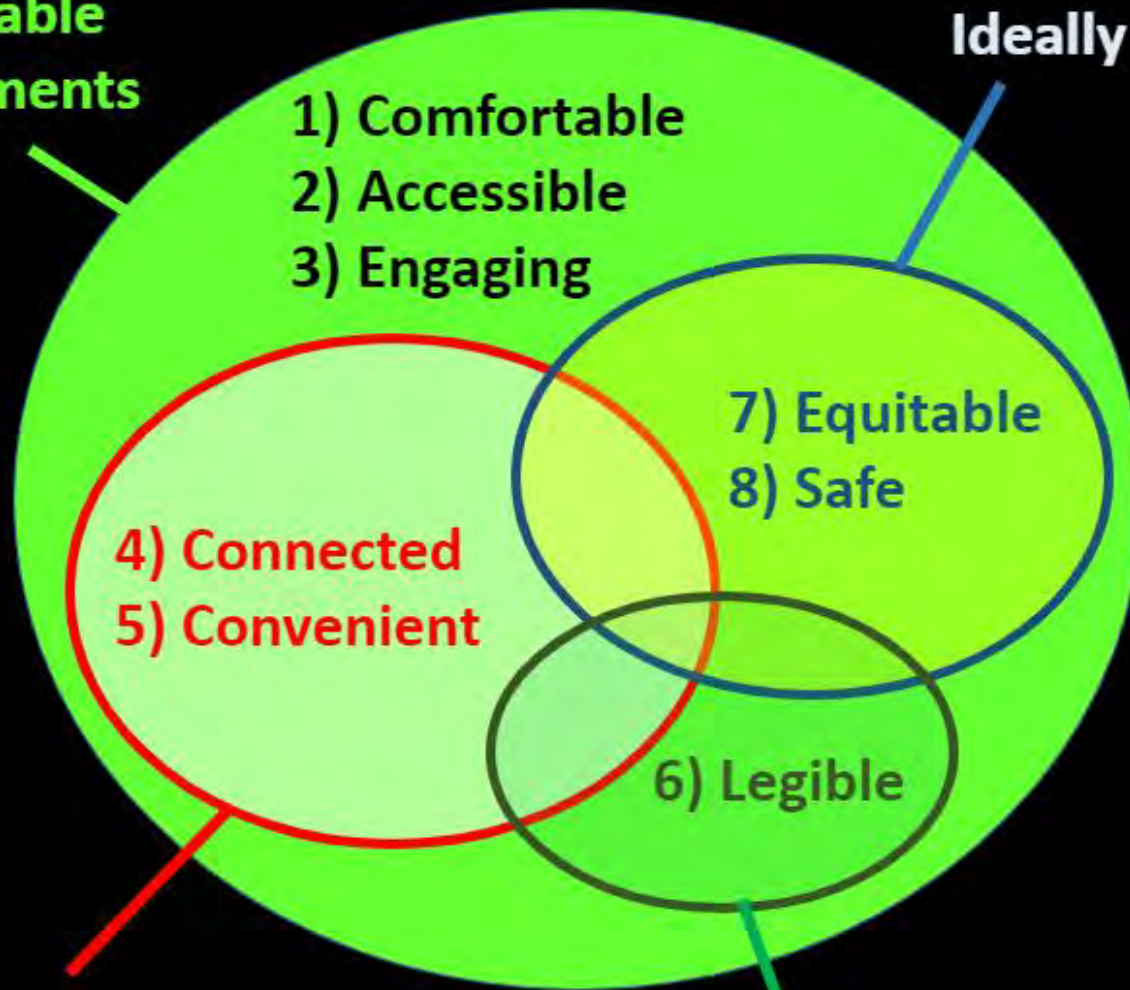 able
ments
Ideally
1) Comfortable
2) Accessible
3) Engaging
7) Equitable
8) Safe
4) Connected
5) Convenient
6) Legible